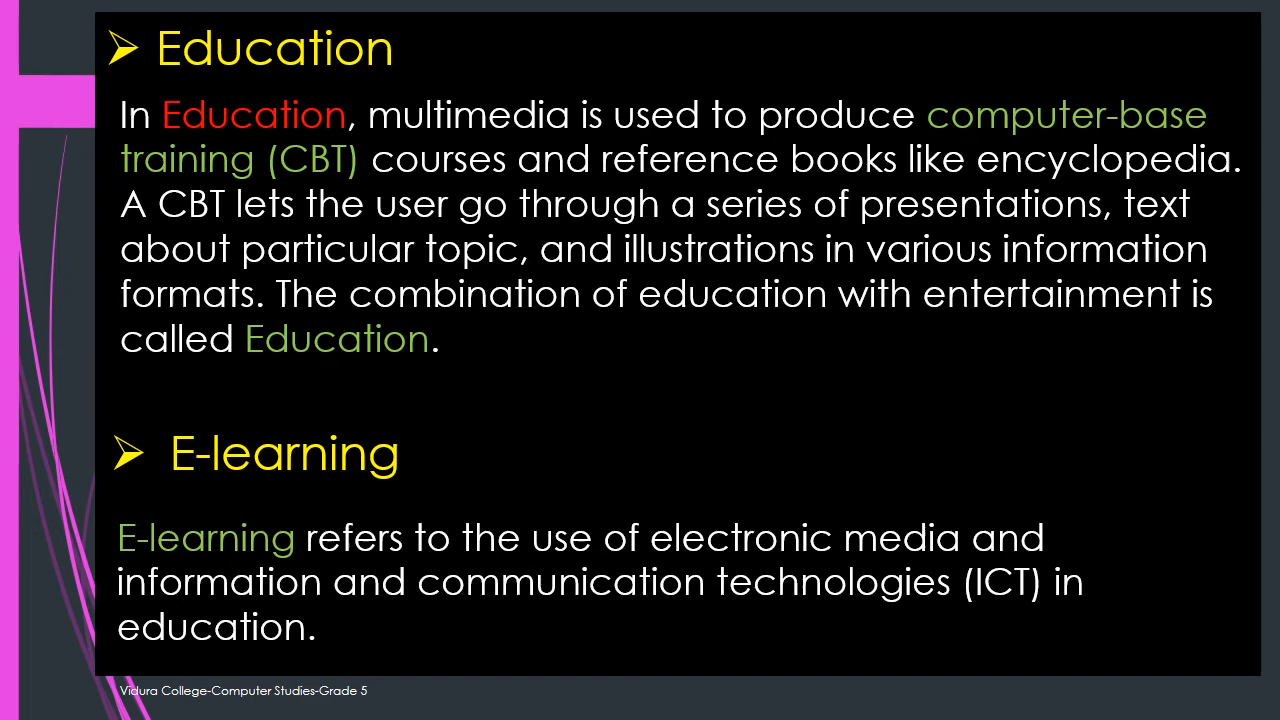 Education
In Education, multimedia is used to produce computer-base
training (CBT) courses and reference books like encyclopedia.
A CBT lets the user go through a series of presentations, text
about particular topic, and illustrations in various information
formats. The combination of education with entertainment is
called Education.
E-learning
E-learning refers to the use of electronic media and
information and communication technologies (ICT) in
education.
Vidura College-Computer Studies-Grade 5